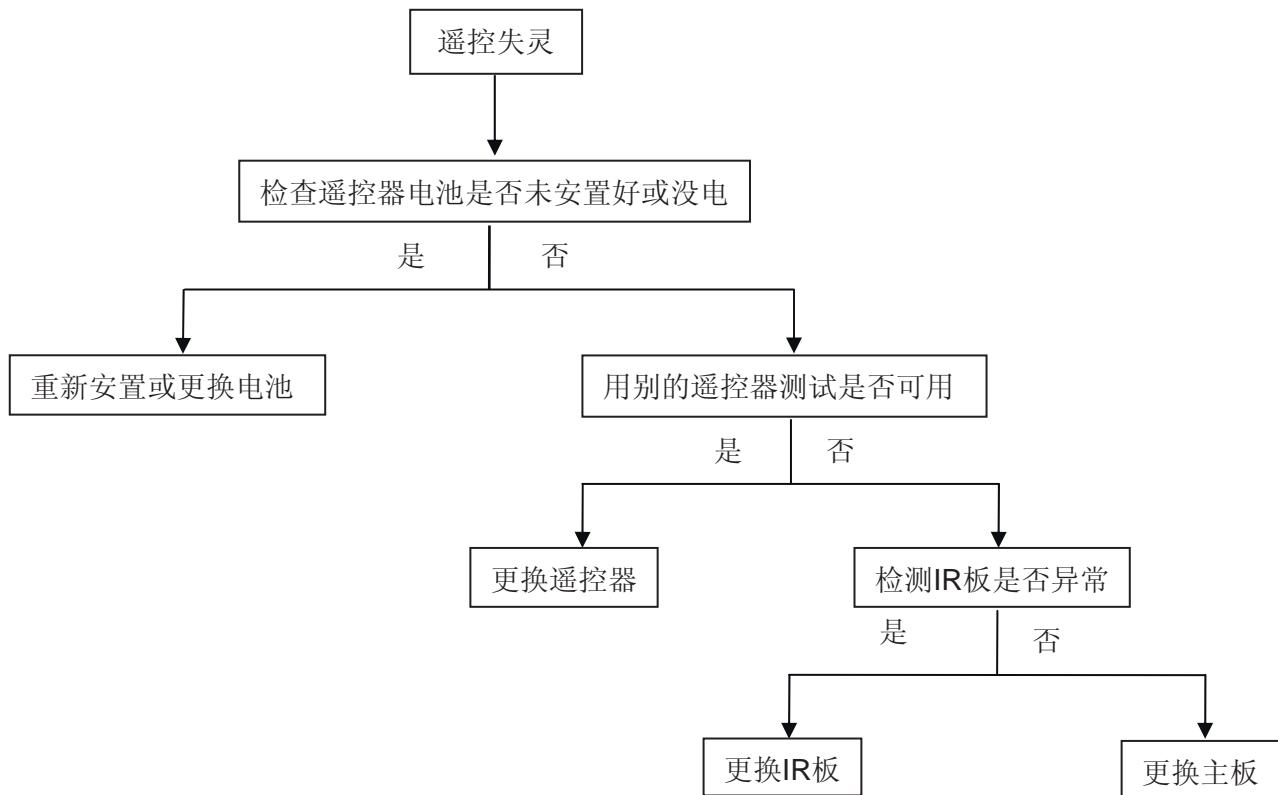 遥控失灵
检查遥控器电池是否未安置好或没电
是
否
重新安置或更换电池
用别的遥控器测试是否可用
是
否
更换遥控器
检测IR板是否异常
是
否
更换IR板
更换主板